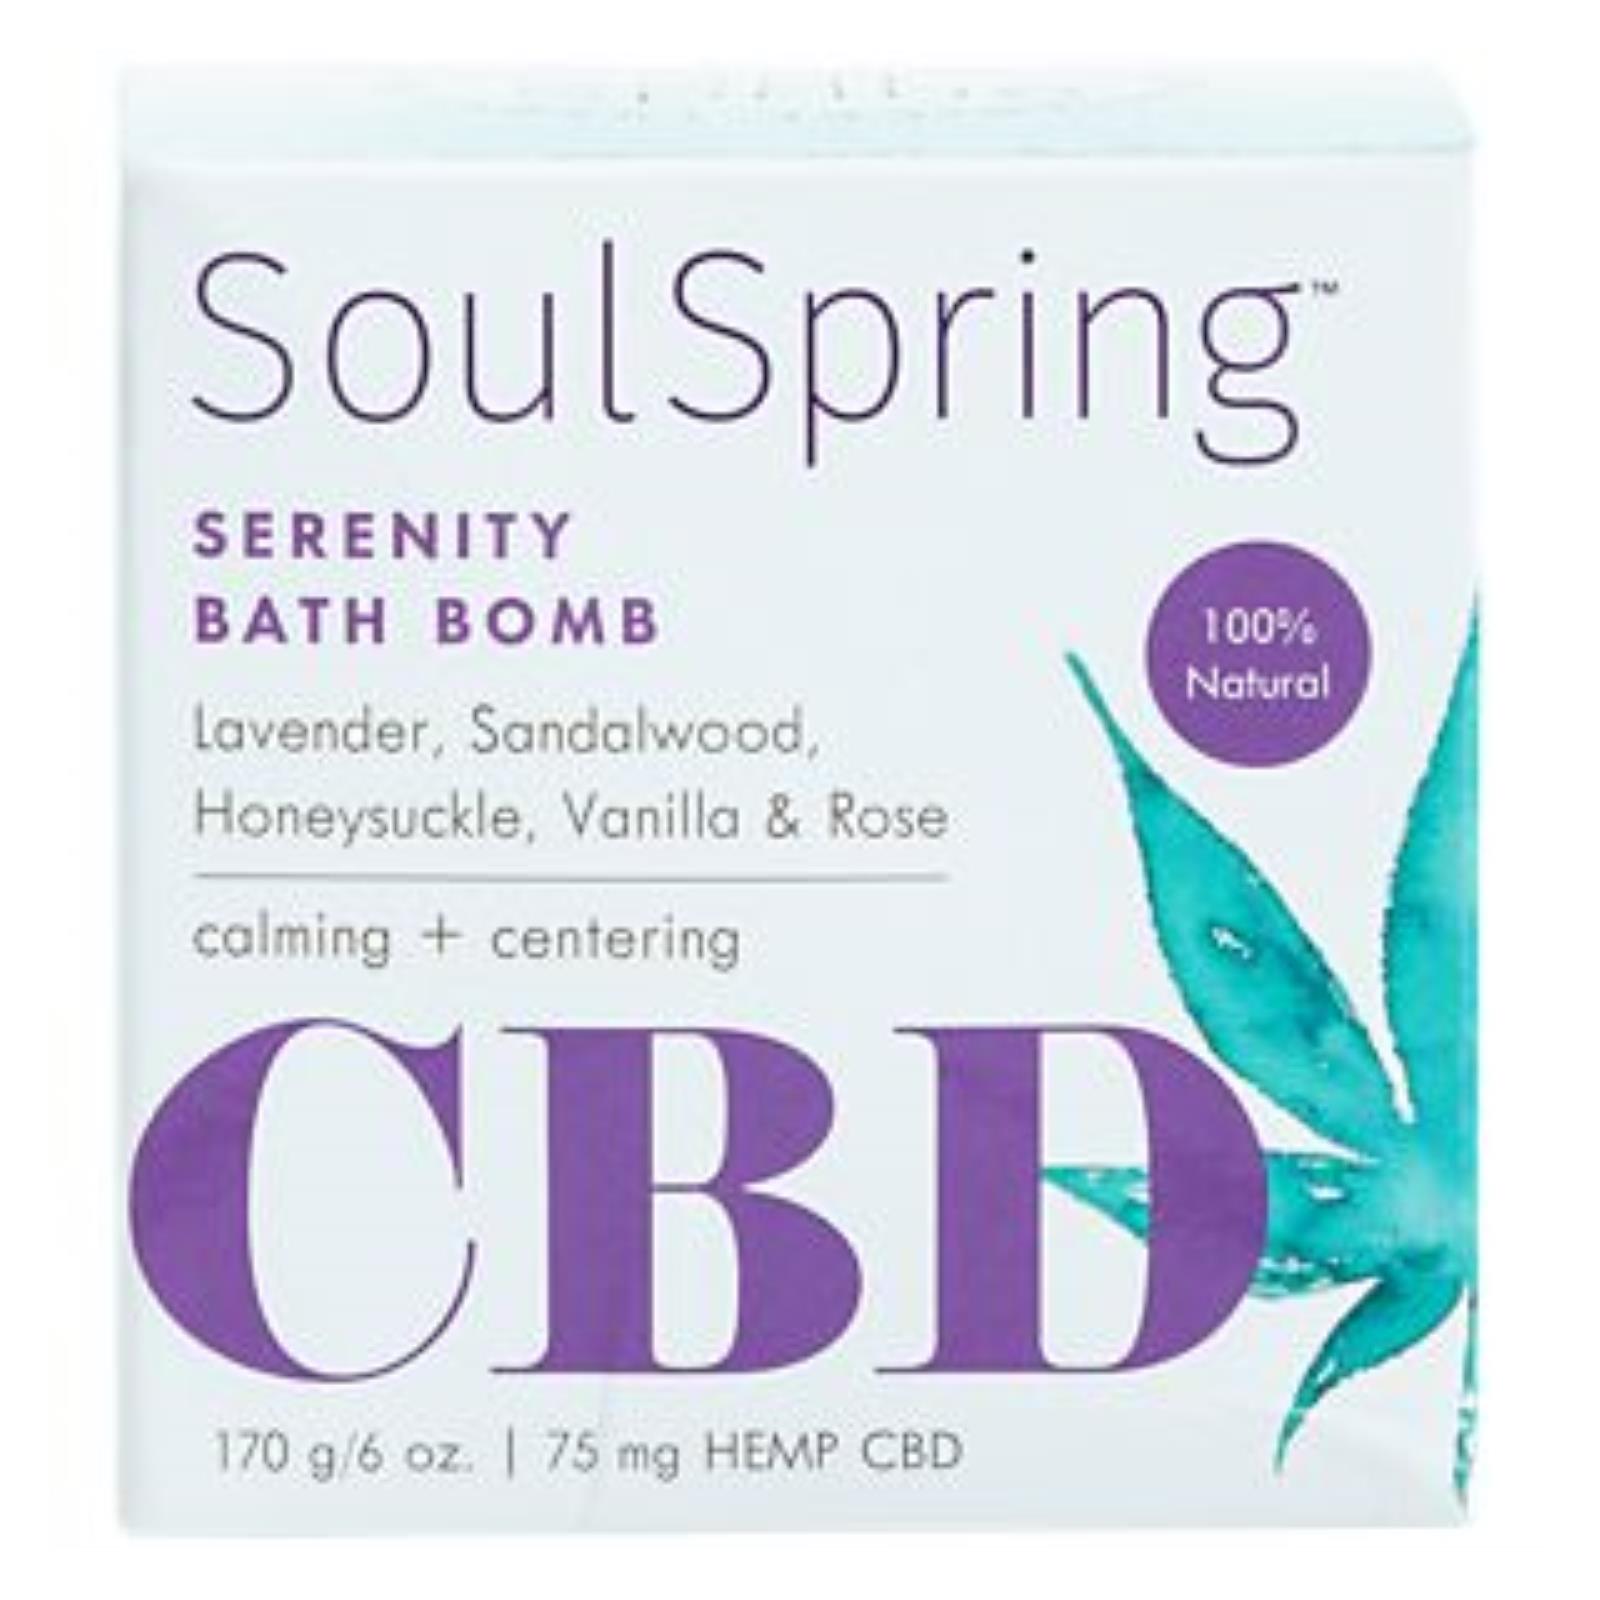 SoulSpring™
SERENITY
BATH BOMB
100%
Natural
Lavender, Sandalwood,
Honeysuckle, Vanilla & Rose
calming + centering
CBD
170 g/6 oz. | 75 mg HEMP CBD